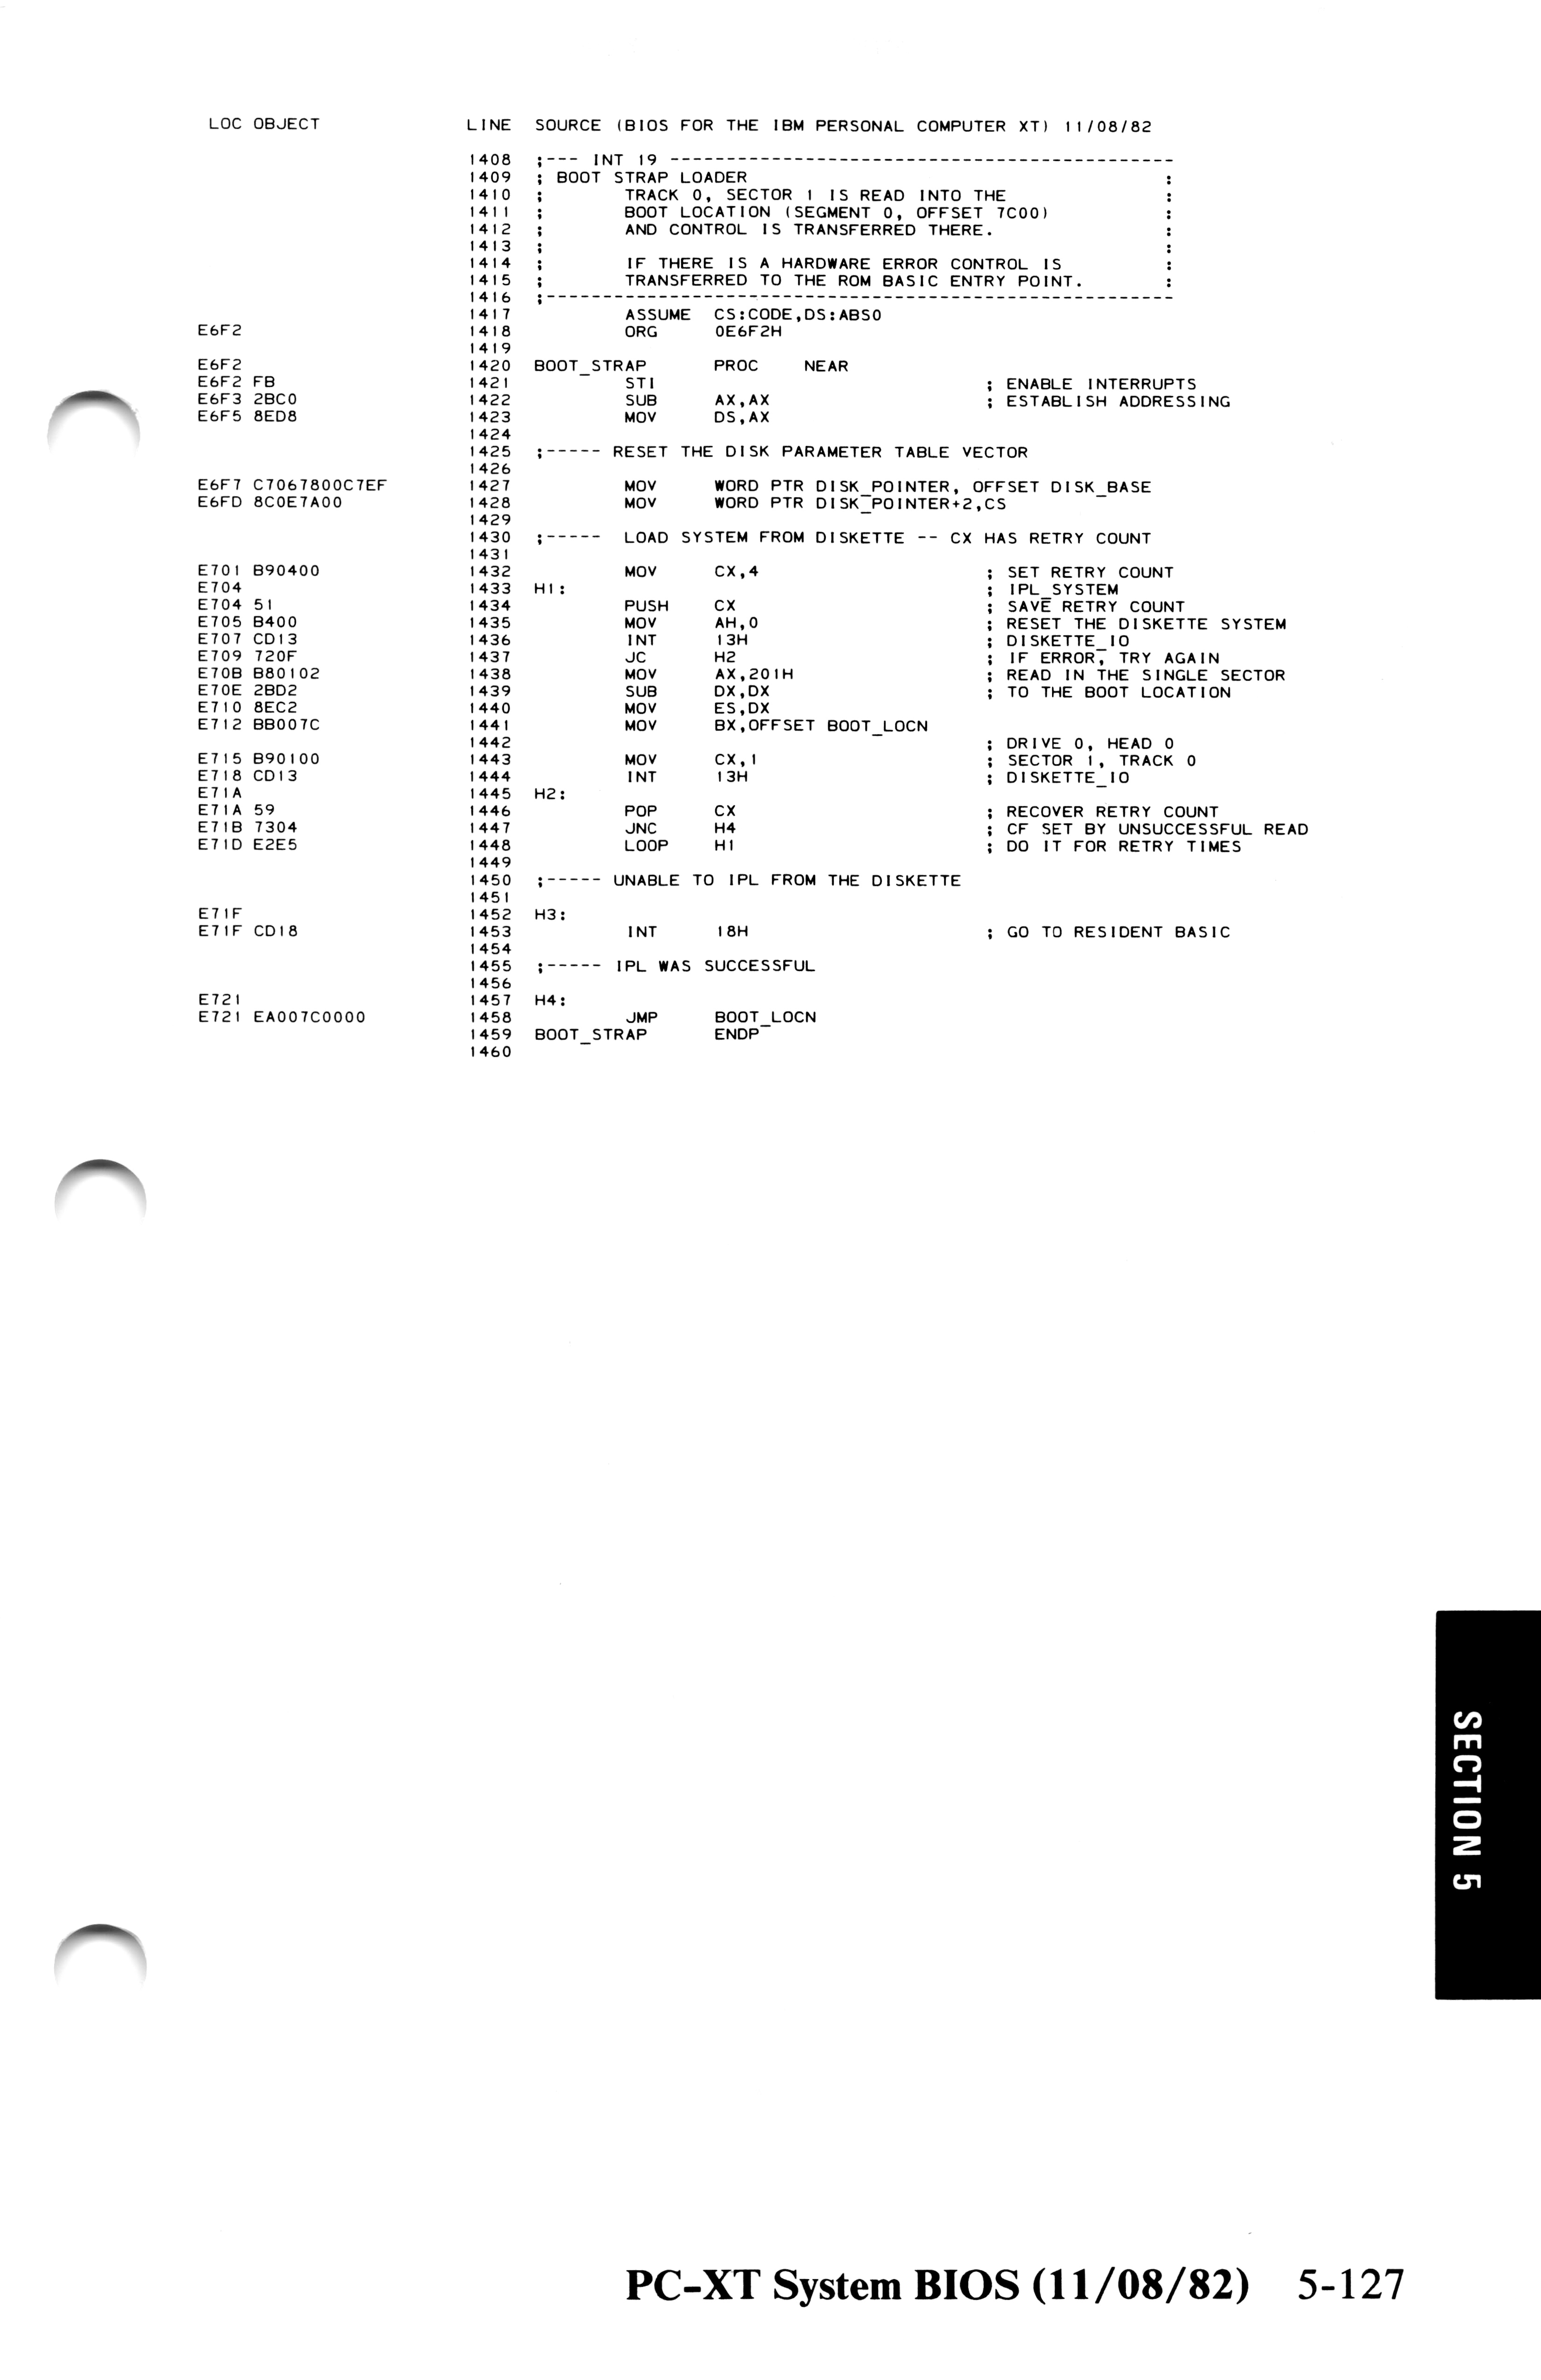 LOC OBJECT LINE SOURCE (BIOS FOR THE IBM PERSONAL COMPUTER XT) 11/08/82
1408 ;--- INT 19 --------------------------------------------
1409 ; BOOT STRAP LOADER :
1410 ; TRACK 0, SECTOR 1 IS READ INTO THE :
1411 ; BOOT LOCATION (SEGMENT 0, OFFSET 7C00) :
1412 ; AND CONTROL IS TRANSFERRED THERE. :
1413 ; :
1414 ; IF THERE IS A HARDWARE ERROR CONTROL IS :
1415 ; TRANSFERRED TO THE ROM BASIC ENTRY POINT. :
1416 ;-------------------------------------------------------
1417 ASSUME CS:CODE,DS:ABS0
E6F2 1418 ORG 0E6F2H
1419
E6F2 1420 BOOT_STRAP PROC NEAR
E6F2 FB 1421 STI ; ENABLE INTERRUPTS
E6F3 2BC0 1422 SUB AX,AX ; ESTABLISH ADDRESSING
E6F5 8ED8 1423 MOV DS,AX
1424
1425 ;----- RESET THE DISK PARAMETER TABLE VECTOR
1426
E6F7 C7067800C7EF 1427 MOV WORD PTR DISK_POINTER, OFFSET DISK_BASE
E6FD 8C0E7A00 1428 MOV WORD PTR DISK_POINTER+2,CS
1429
1430 ;----- LOAD SYSTEM FROM DISKETTE -- CX HAS RETRY COUNT
1431
E701 B90400 1432 MOV CX,4 ; SET RETRY COUNT
E704 1433 H1: ; IPL_SYSTEM
E704 51 1434 PUSH CX ; SAVE RETRY COUNT
E705 B400 1435 MOV AH,0 ; RESET THE DISKETTE SYSTEM
E707 CD13 1436 INT 13H ; DISKETTE_IO
E709 720F 1437 JC H2 ; IF ERROR, TRY AGAIN
E70B B80102 1438 MOV AX,201H ; READ IN THE SINGLE SECTOR
E70E 2BD2 1439 SUB DX,DX ; TO THE BOOT LOCATION
E710 8EC2 1440 MOV ES,DX
E712 BB007C 1441 MOV BX,OFFSET BOOT_LOCN
1442 ; DRIVE 0, HEAD 0
E715 B90100 1443 MOV CX,1 ; SECTOR 1, TRACK 0
E718 CD13 1444 INT 13H ; DISKETTE_IO
E71A 1445 H2:
E71A 59 1446 POP CX ; RECOVER RETRY COUNT
E71B 7304 1447 JNC H4 ; CF SET BY UNSUCCESSFUL READ
E71D E2E5 1448 LOOP H1 ; DO IT FOR RETRY TIMES
1449
1450 ;----- UNABLE TO IPL FROM THE DISKETTE
1451
E71F 1452 H3:
E71F CD18 1453 INT 18H ; GO TO RESIDENT BASIC
1454
1455 ;----- IPL WAS SUCCESSFUL
1456
E721 1457 H4:
E721 EA007C0000 1458 JMP BOOT_LOCN
1459 BOOT_STRAP ENDP
1460
SECTION 5
PC-XT System BIOS (11/08/82) 5-127